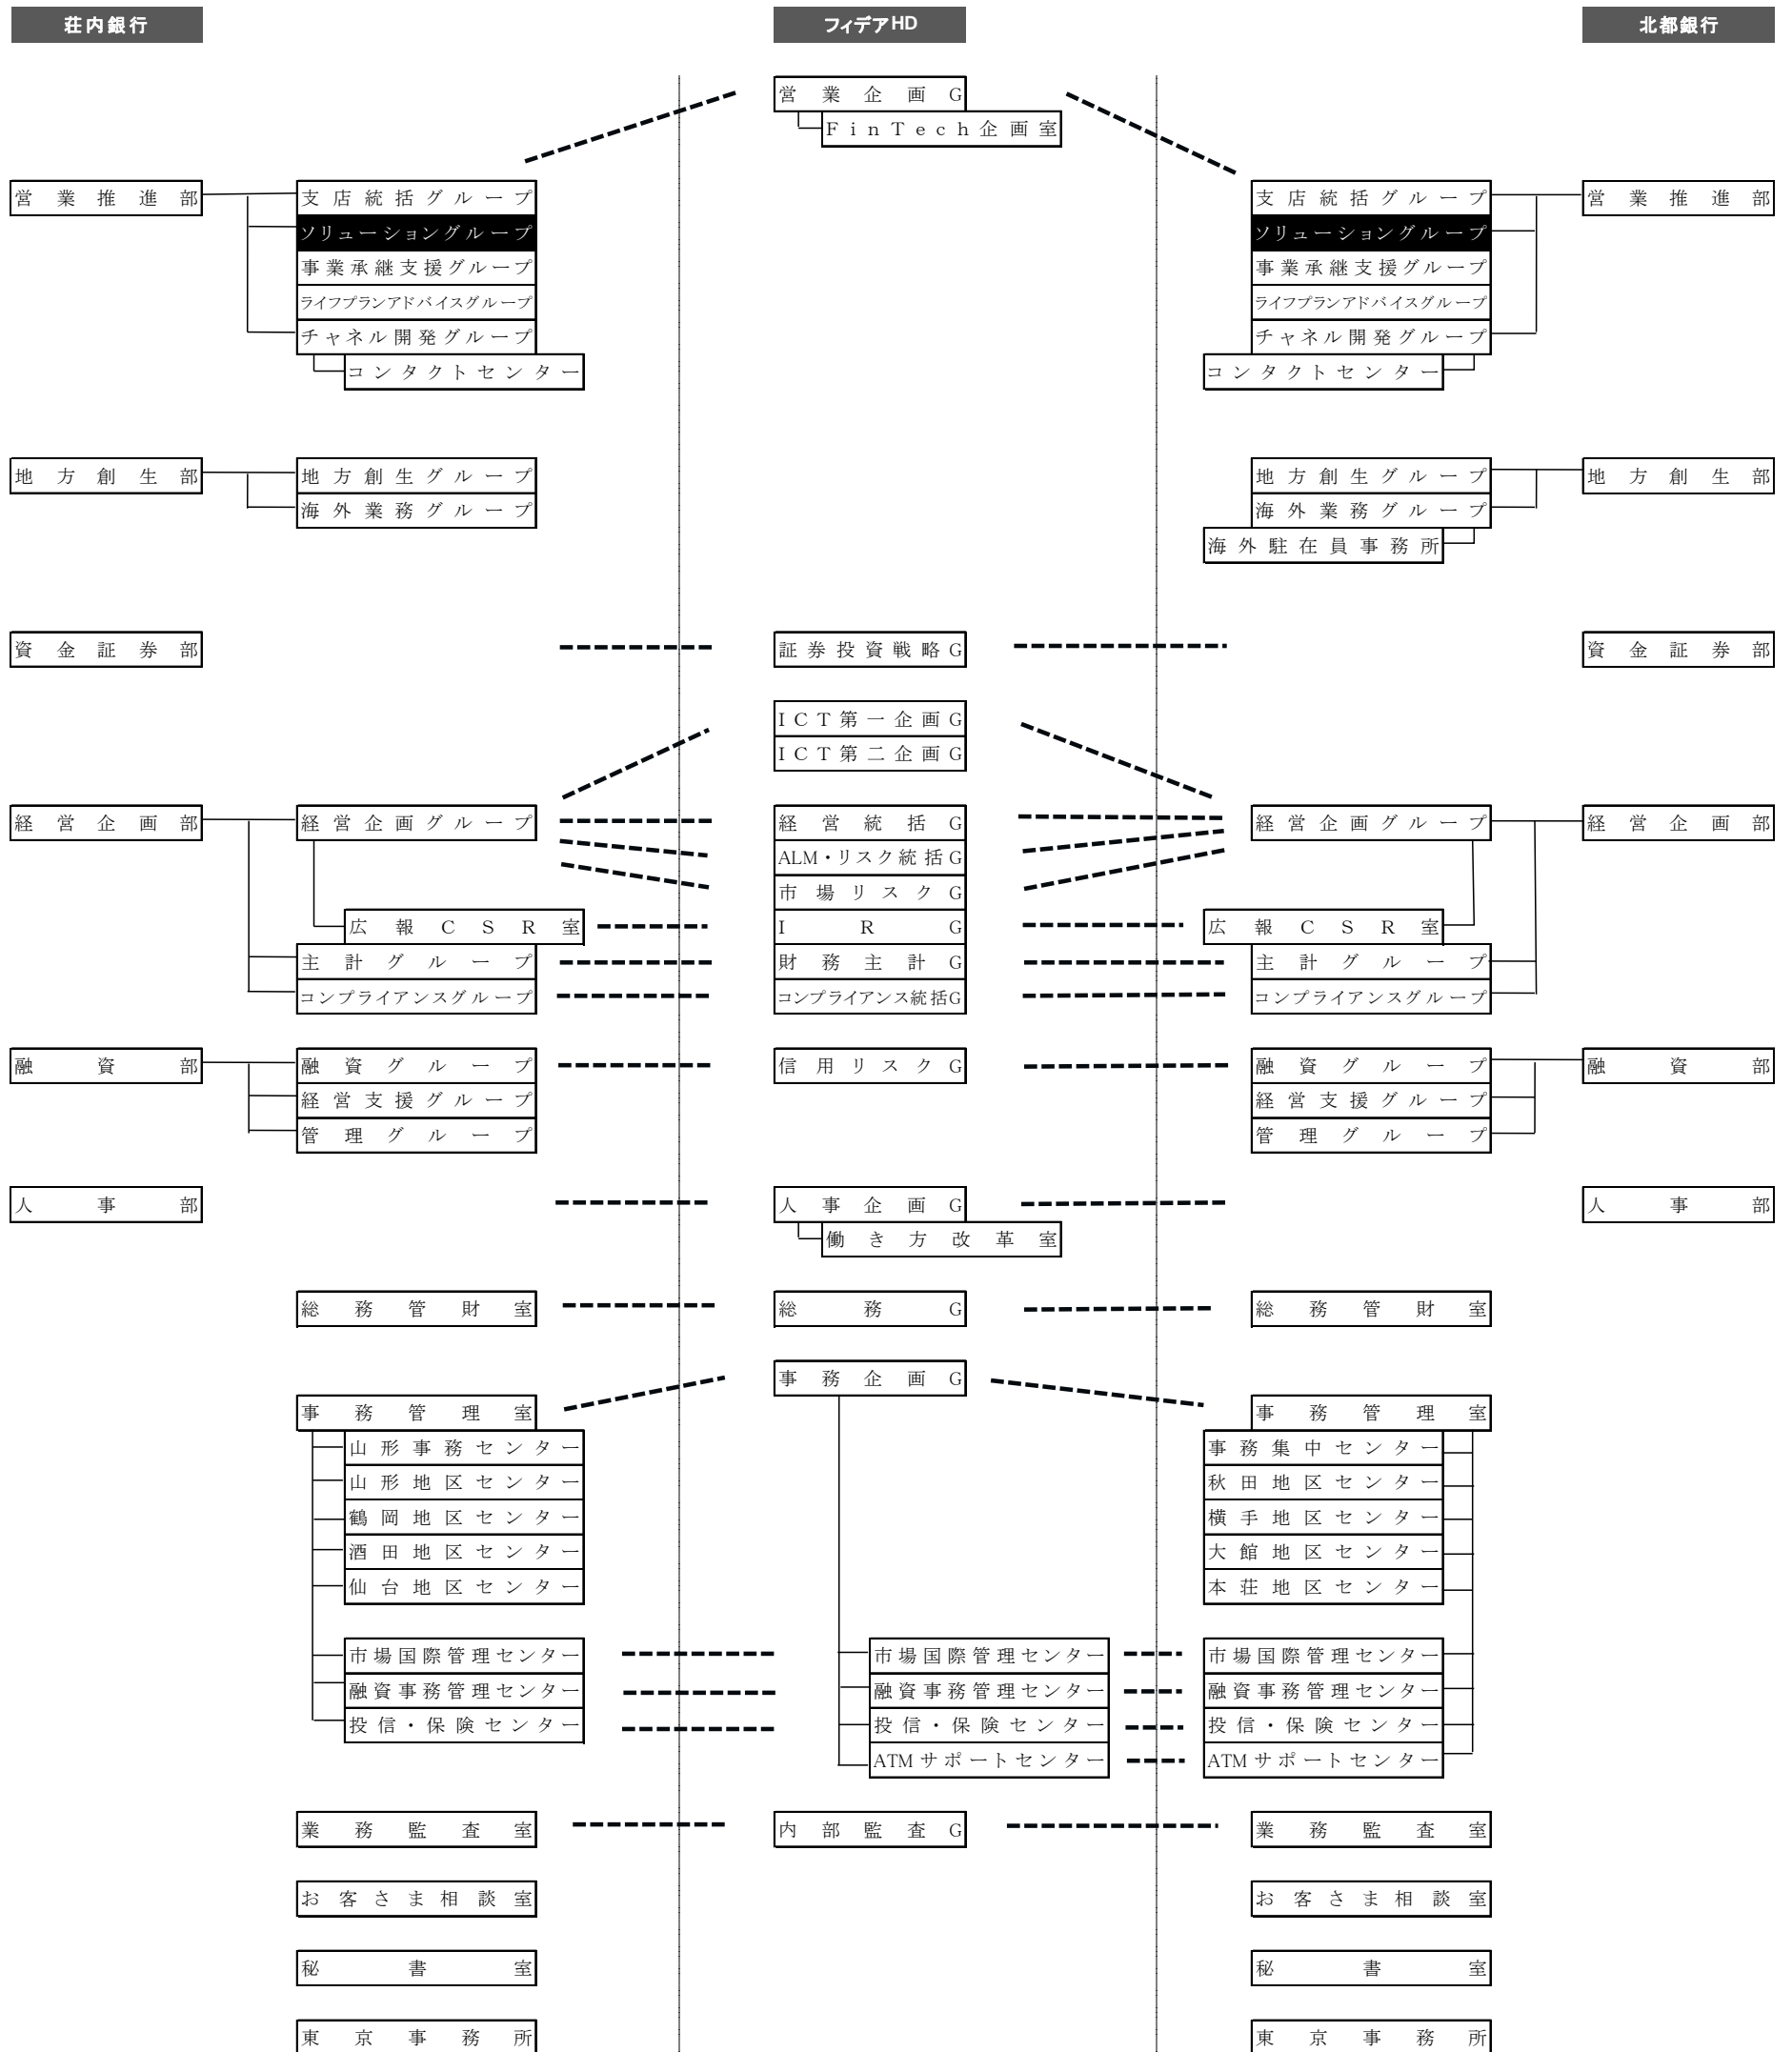 荘内銀行 フィデアHD 北都銀行
営業企画G
FinTech企画室
営業推進部 支店統括グループ 支店統括グループ 営業推進部
ソリューショングループ ソリューショングループ
事業承継支援グループ 事業承継支援グループ
ライフプランアドバイスグループ ライフプランアドバイスグループ
チャネル開発グループ チャネル開発グループ
コンタクトセンター コンタクトセンター
地方創生部 地方創生グループ 地方創生グループ 地方創生部
海外業務グループ 海外業務グループ
海外駐在員事務所
資金証券部 証券投資戦略G 資金証券部
ICT第一企画G
ICT第二企画G
経営企画部 経営企画グループ 経営統括G 経営企画グループ 経営企画部
ALM・リスク統括G
市場リスクG
広報CSR室 IRG 広報CSR室
主計グループ 財務主計G 主計グループ
コンプライアンスグループ コンプライアンス統括G コンプライアンスグループ
融資部 融資グループ 信用リスクG 融資グループ 融資部
経営支援グループ 経営支援グループ
管理グループ 管理グループ
人事部 人事企画G 人事部
働き方改革室
総務管財室 総務G 総務管財室
事務企画G
事務管理室 事務管理室
山形事務センター 事務集中センター
山形地区センター 秋田地区センター
鶴岡地区センター 横手地区センター
酒田地区センター 大館地区センター
仙台地区センター 本荘地区センター
市場国際管理センター 市場国際管理センター 市場国際管理センター
融資事務管理センター 融資事務管理センター 融資事務管理センター
投信・保険センター 投信・保険センター 投信・保険センター
ATMサポートセンター ATMサポートセンター
業務監査室 内部監査G 業務監査室
お客さま相談室 お客さま相談室
秘書室 秘書室
東京事務所 東京事務所